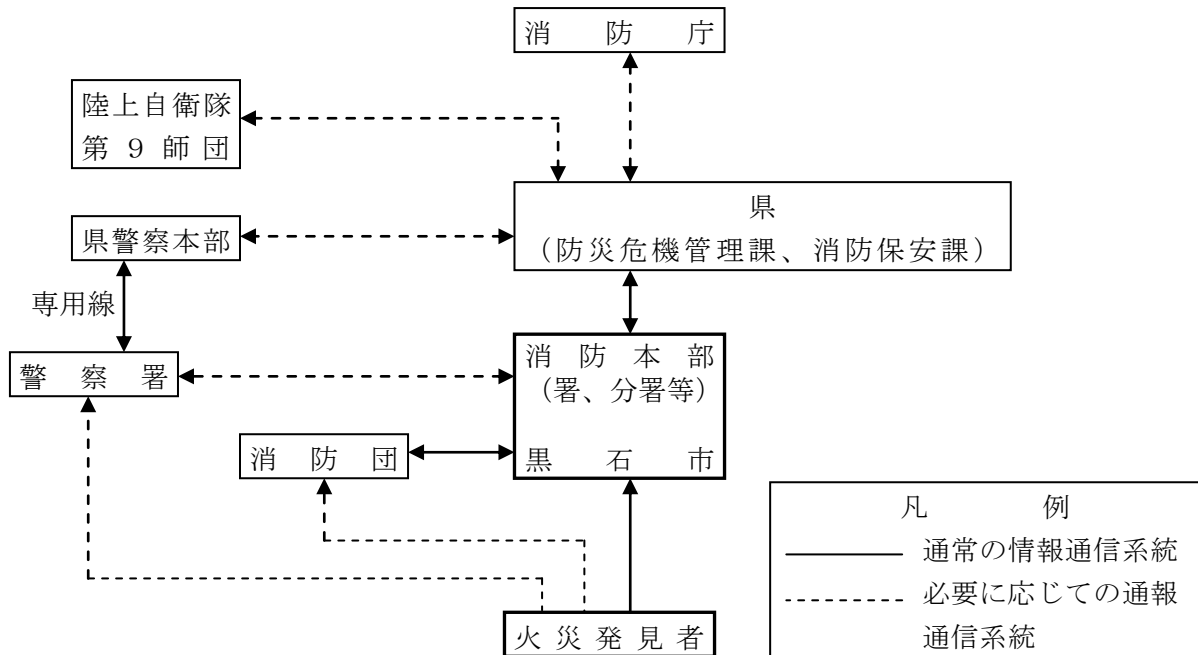 消防庁
陸上自衛隊
第９師団
県
（防災危機管理課、消防保安課）
県警察本部
専用線
警察署
消防本部
（署、分署等）
黒石市
消防団
火災発見者
凡例
通常の情報通信系統
必要に応じての通報
通信系統